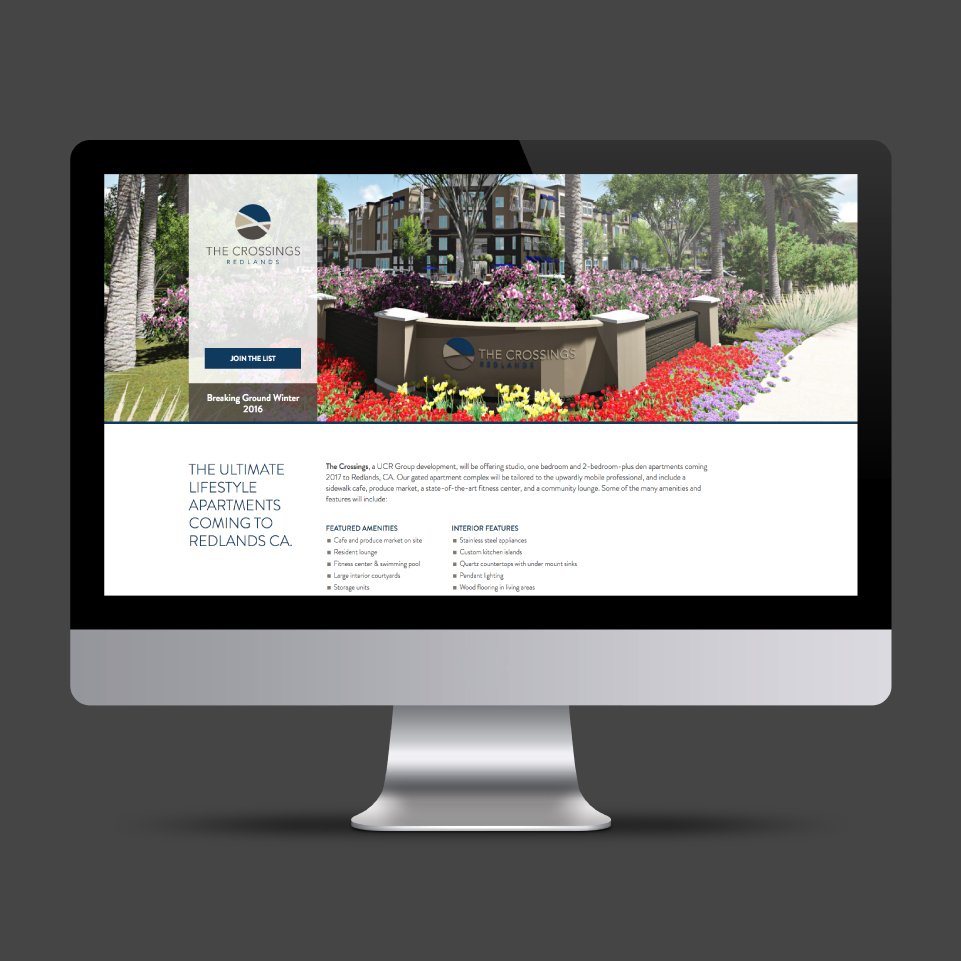 THE CROSSINGS
REDLANDS
JOIN THE LIST
Breaking Ground Winter
2016
THE CROSSINGS
REDLANDS
THE ULTIMATE
LIFESTYLE
APARTMENTS
COMING TO
REDLANDS CA.
The Crossings, a UCR Group development, will be offering studio, one bedroom and 2-bedroom-plus den apartments coming
2017 to Redlands, CA. Our gated apartment complex will be tailored to the upwardly mobile professional, and include a
sidewalk cafe, produce market, a state-of-the-art fitness center, and a community lounge. Some of the many amenities and
features will include:
FEATURED AMENITIES
■ Cafe and produce market on site
■ Resident lounge
■ Fitness center & swimming pool
■ Large interior courtyards
■ Storage units
INTERIOR FEATURES
■ Stainless steel appliances
■ Custom kitchen islands
■ Quartz countertops with under mount sinks
■ Pendant lighting
■ Wood flooring in living areas